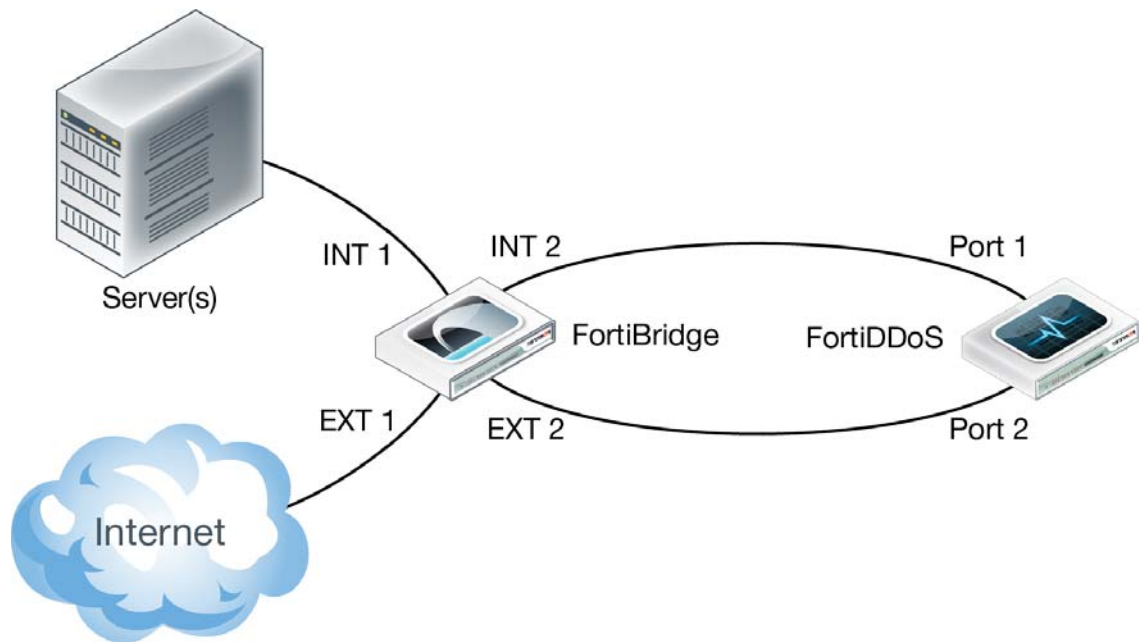 Server(s)
INT 1
INT 2
Port 1
FortiBridge
FortiDDoS
EXT 1
EXT 2
Port 2
Internet